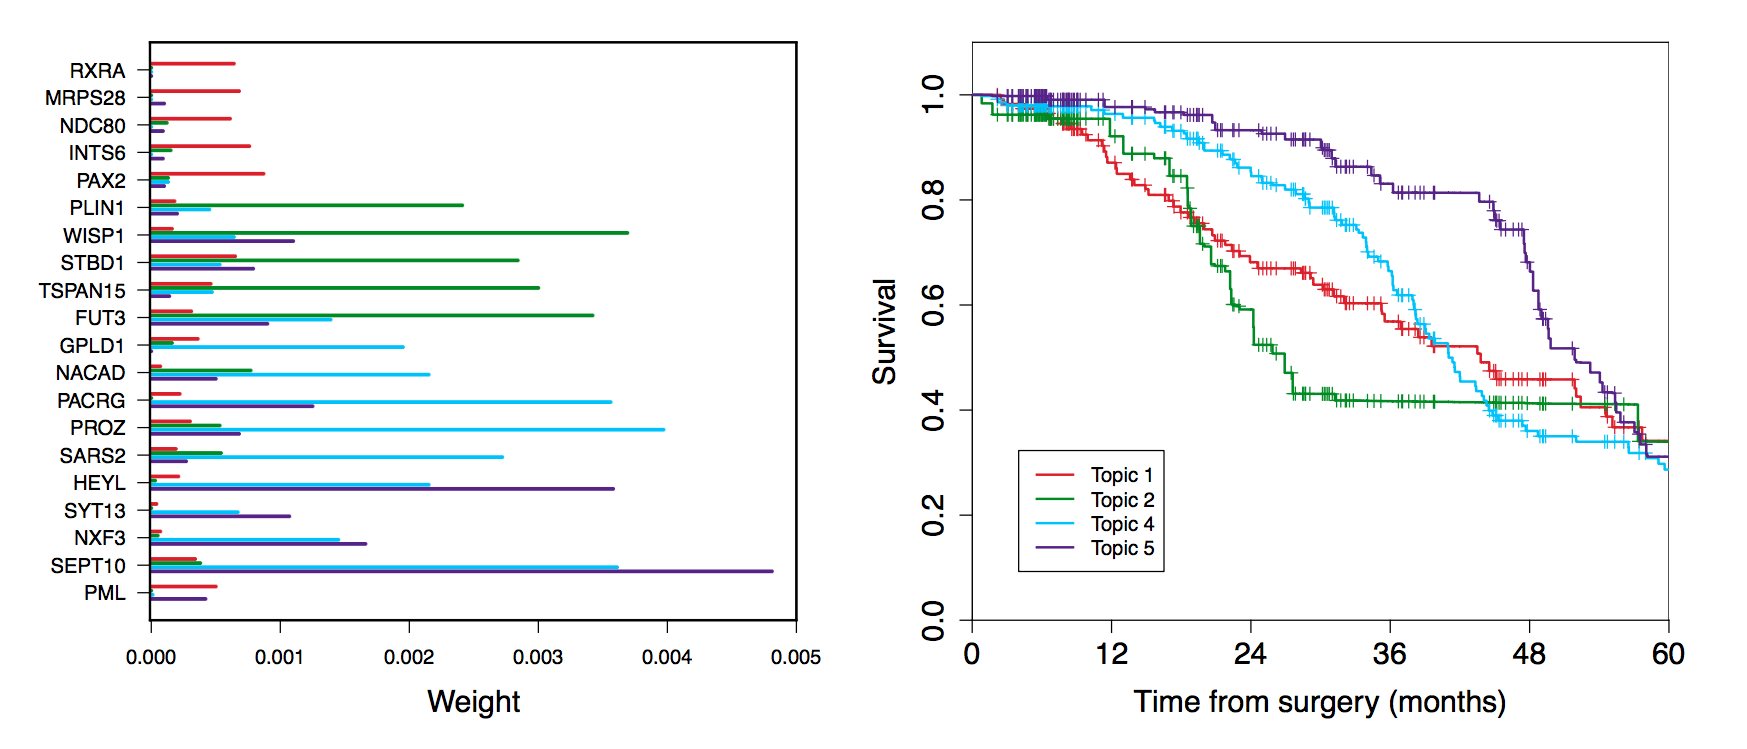 RXRA
MRPS28
NDC80
INTS6
PAX2
PLIN1
WISP1
STBD1
TSPAN15
FUT3
GPLD1
NACAD
PACRG
PROZ
SARS2
HEYL
SYT13
NXF3
SEPT10
PML
0.000 0.001 0.002 0.003 0.004 0.005
Weight
Survival
1.0
0.8
0.6
0.4
0.2
0.0
Topic 1
Topic 2
Topic 4
Topic 5
0 12 24 36 48 60
Time from surgery (months)